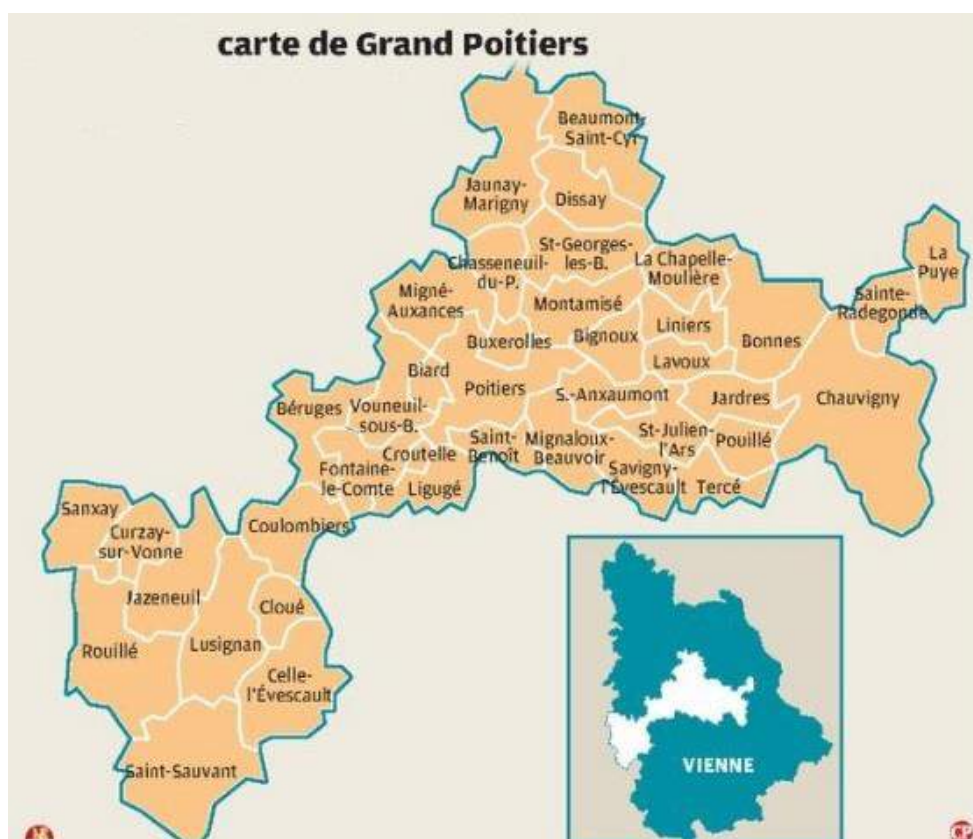 carte de Grand Poitiers
Beaumont-
Saint-Cyr
Jaunay-
Marigny
Dissay
St-Georges-
les-B.
La Chapelle-
Moulière
La
Puye
Chasseneuil-
du-P.
Sainte-
Radegonde
Migné-
Auxances
Montamisé
Liniers
Buxerolles
Bignoux
Bonnes
Lavoux
Biard
Poitiers
S.-Anxaumont
Jardres
Chauvigny
Béruges
Vouneuil-
sous-B.
St-Julien-
l'Ars
Pouillé
Croutelle
Saint-
Benoît
Mignaloux-
Beauvoir
Fontaine-
le-Comte
Ligugé
Savigny-
l'Évescault
Tercé
Sanxay
Coulombiers
Curzay-
sur-Vonne
Jazeneuil
Cloué
Rouillé
Lusignan
Celle-
l'Évescault
Saint-Sauvant
VIENNE